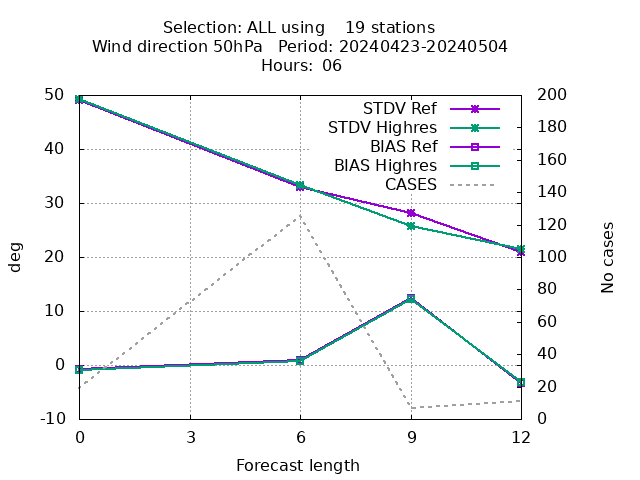 Selection: ALL using    19 stations
Wind direction 50hPa   Period: 20240423-20240504
Hours: 06
50
40
30
20
10
0
-10
200
180
160
140
120
100
80
60
40
20
0
STDV Ref
STDV Highres
BIAS Ref
BIAS Highres
CASES
deg
No cases
0
3
6
9
12
Forecast length